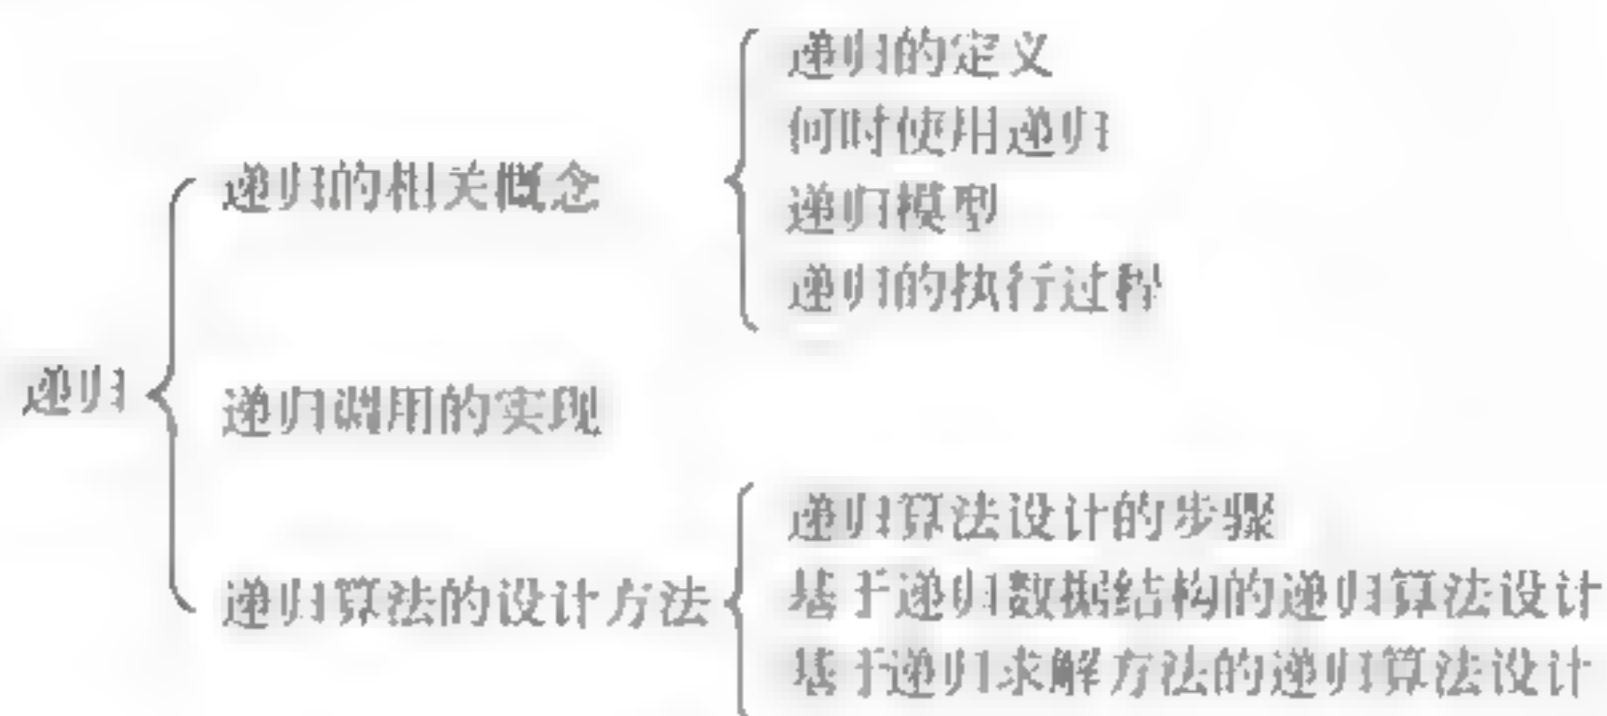 递归
递归的相关概念
递归的定义
何时使用递归
递归模型
递归的执行过程
递归调用的实现
递归算法的设计方法
递归算法设计的步骤
基于递归数据结构的递归算法设计
基于递归求解方法的递归算法设计